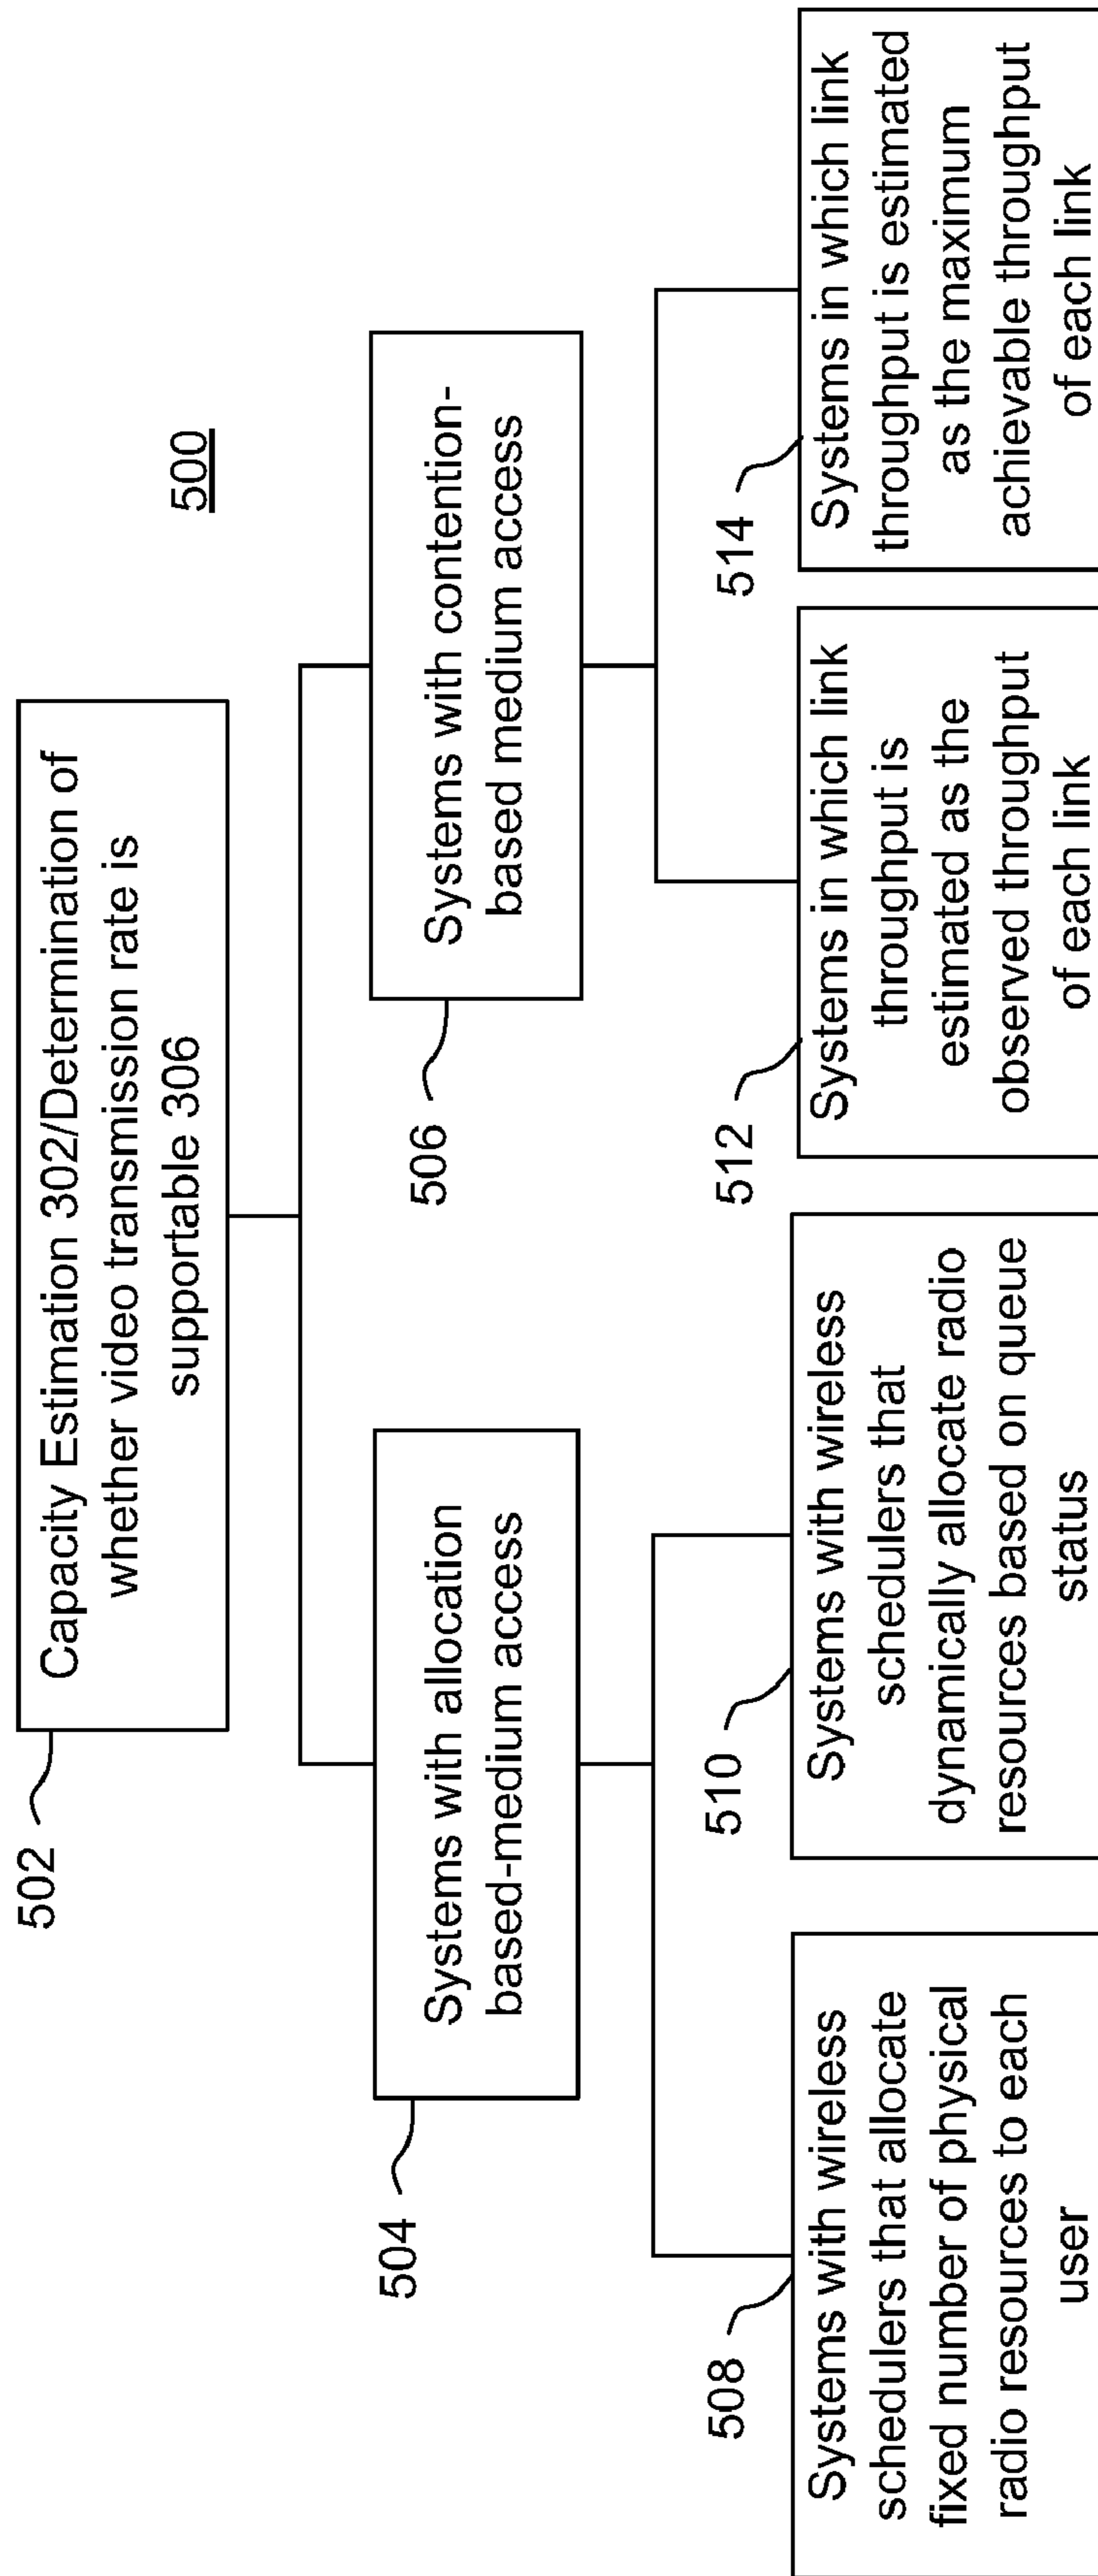 500
502
Capacity Estimation 302/Determination of
whether video transmission rate is
supportable 306
504
Systems with allocation
based-medium access
506
Systems with contention-
based medium access
508
Systems with wireless
schedulers that allocate
fixed number of physical
radio resources to each
user
510
Systems with wireless
schedulers that
dynamically allocate radio
resources based on queue
status
512
Systems in which link
throughput is
estimated as the
observed throughput
of each link
514
Systems in which link
throughput is estimated
as the maximum
achievable throughput
of each link